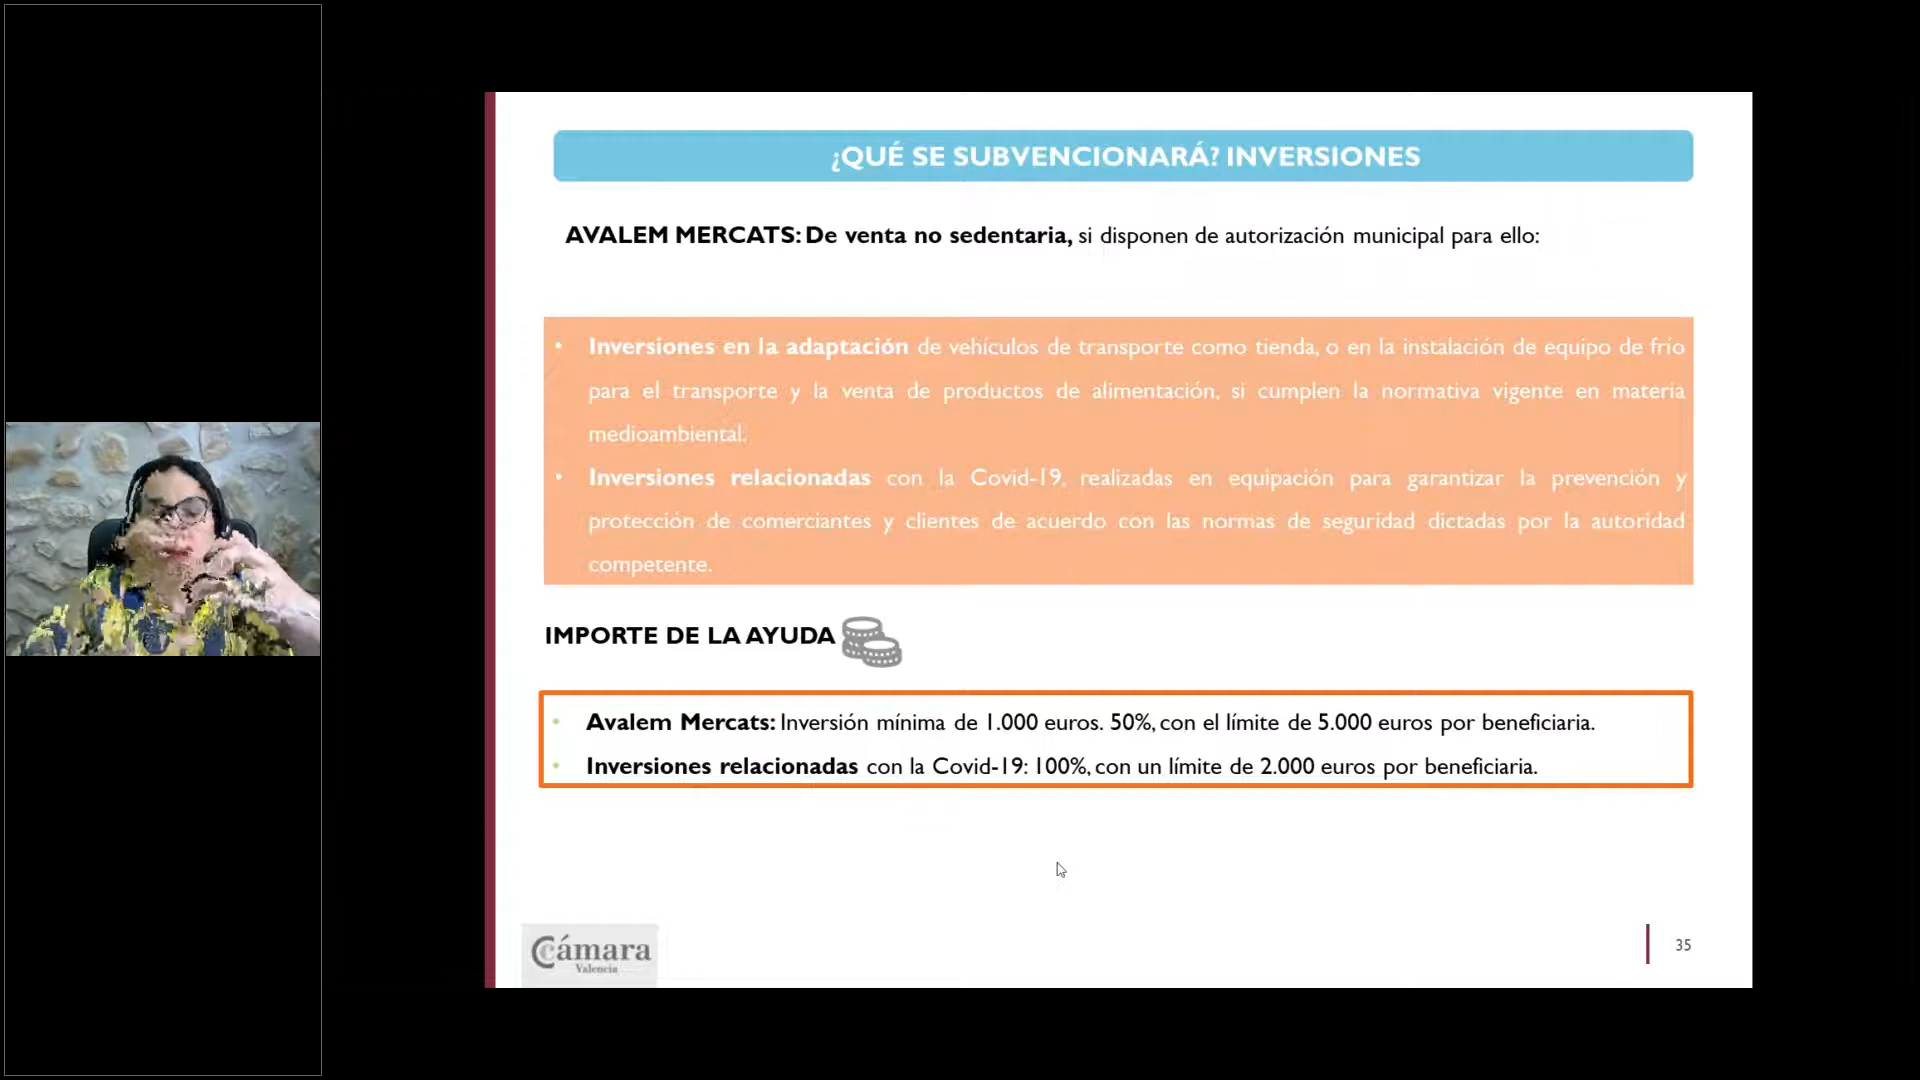 ¿QUÉ SE SUBVENCIONARÁ? INVERSIONES
AVALEM MERCATS: De venta no sedentaria, si disponen de autorización municipal para ello:
• Inversiones en la adaptación de vehículos de transporte como tienda, o en la instalación de equipo de frío
para el transporte y la venta de productos de alimentación, si cumplen la normativa vigente en materia
medioambiental.
• Inversiones relacionadas con la Covid-19, realizadas en equipación para garantizar la prevención y
protección de comerciantes y clientes de acuerdo con las normas de seguridad dictadas por la autoridad
competente.
IMPORTE DE LA AYUDA
• Avalem Mercats: Inversión mínima de 1.000 euros. 50%, con el límite de 5.000 euros por beneficiaria.
• Inversiones relacionadas con la Covid-19: 100%, con un límite de 2.000 euros por beneficiaria.
Cámara
Valencia
35